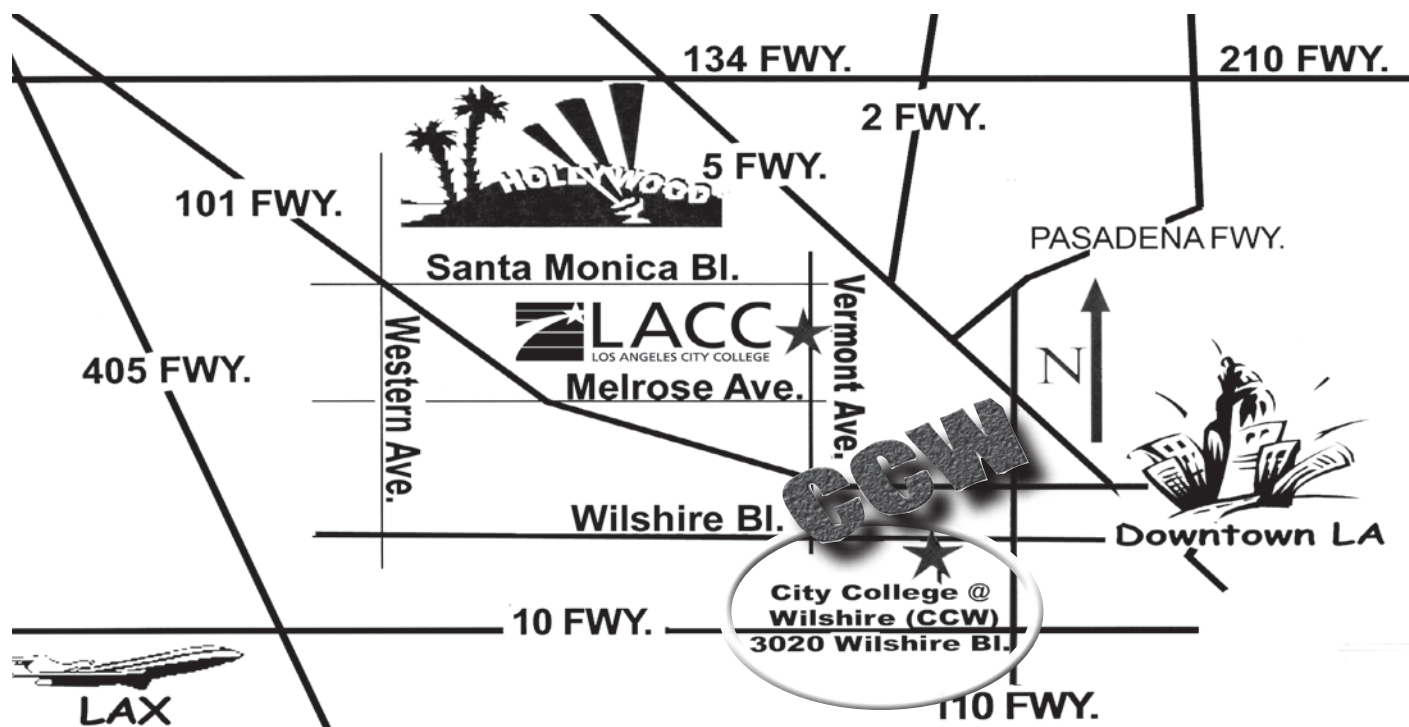 134 FWY.
210 FWY.
2 FWY.
HOLLYWOOD
5 FWY.
101 FWY.
PASADENA FWY.
Santa Monica Bl.
Vermont Ave.
LACC
LOS ANGELES CITY COLLEGE
Western Ave.
N
405 FWY.
Melrose Ave.
CCW
Wilshire Bl.
Downtown LA
City College @
Wilshire (CCW)
3020 Wilshire Bl.
10 FWY.
LAX
110 FWY.